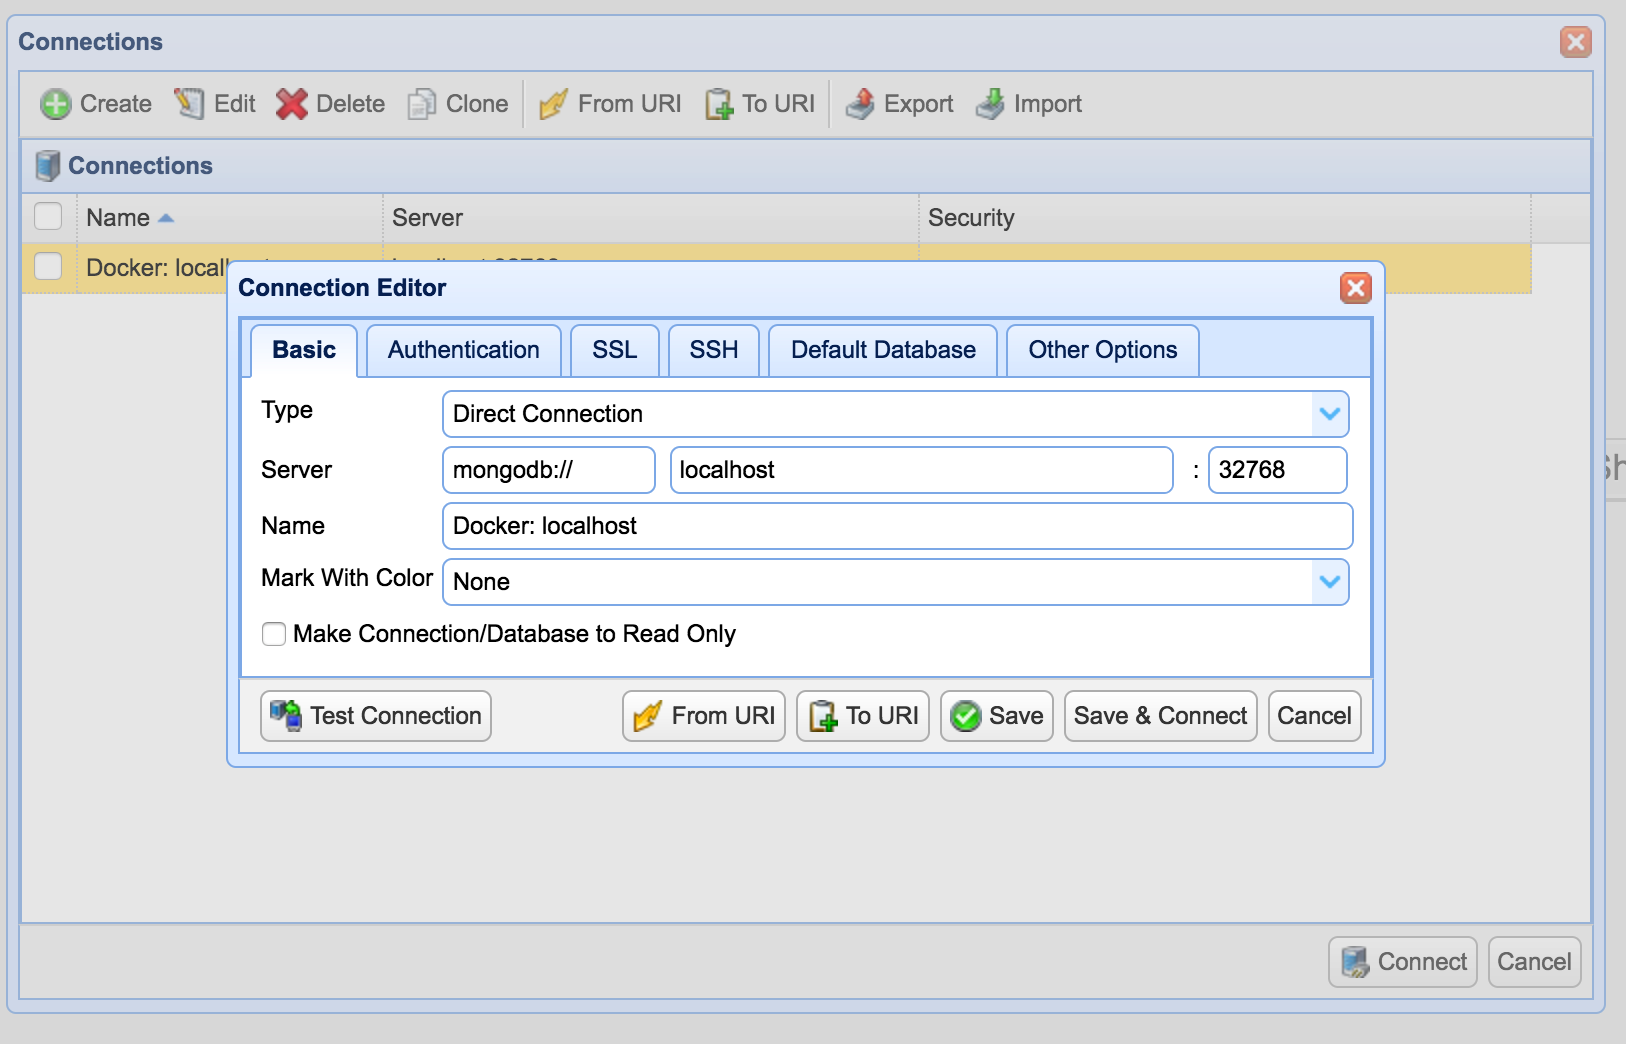 Connections
Create Edit Delete Clone From URI To URI Export Import
Connections
Name Server Security
Docker:
Connection Editor
Basic Authentication SSL SSH Default Database Other Options
Type Direct Connection
Server mongodb:// localhost : 32768
Name Docker: localhost
Mark With Color None
Make Connection/Database to Read Only
Test Connection From URI To URI Save Save & Connect Cancel
Connect Cancel